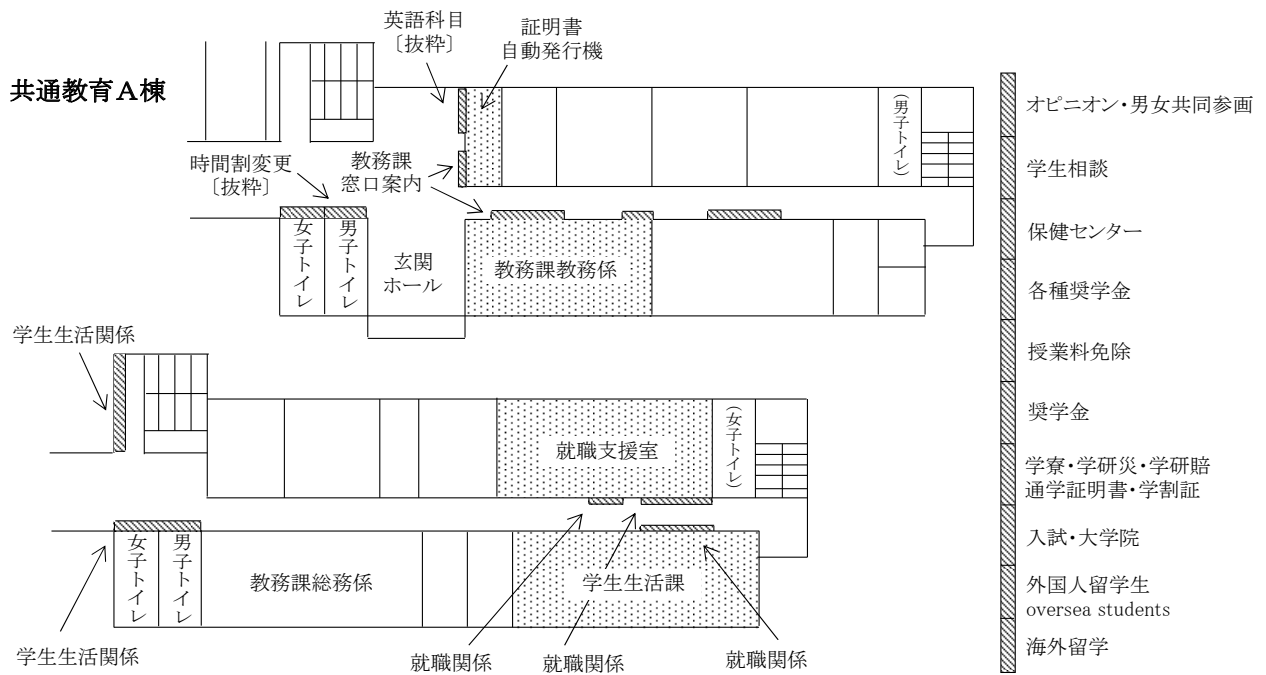 共通教育A棟
英語科目
〔抜粋〕
証明書
自動発行機
時間割変更
〔抜粋〕
教務課
窓口案内
(男子トイレ)
女子トイレ
男子トイレ
玄関
ホール
教務課教務係
学生生活関係
就職支援室
(女子トイレ)
女子トイレ
男子トイレ
教務課総務係
学生生活課
学生生活関係
就職関係
就職関係
就職関係
オピニオン・男女共同参画
学生相談
保健センター
各種奨学金
授業料免除
奨学金
学寮・学研災・学研賠
通学証明書・学割証
入試・大学院
外国人留学生
oversea students
海外留学